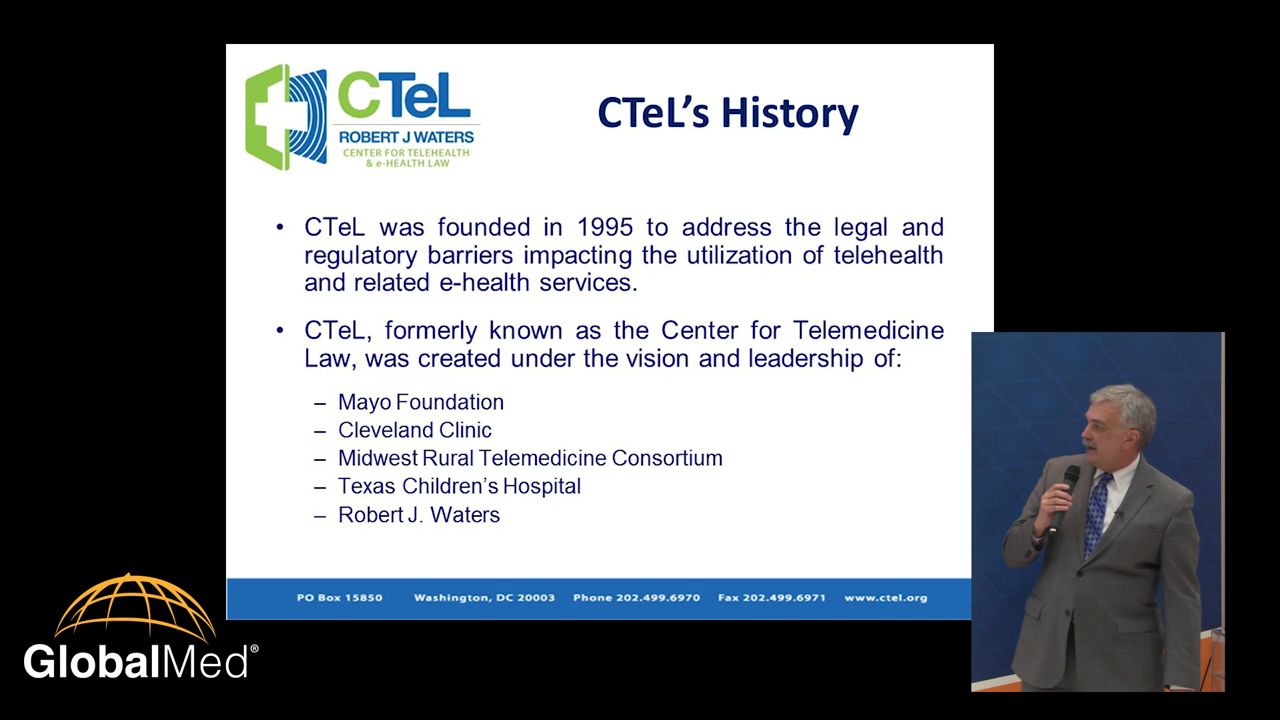 CTeL
ROBERT J WATERS
CENTER FOR TELEHEALTH
& e-HEALTH LAW
CTeL’s History
• CTeL was founded in 1995 to address the legal and
regulatory barriers impacting the utilization of telehealth
and related e-health services.
• CTeL, formerly known as the Center for Telemedicine
Law, was created under the vision and leadership of:
– Mayo Foundation
– Cleveland Clinic
– Midwest Rural Telemedicine Consortium
– Texas Children’s Hospital
– Robert J. Waters
PO Box 15850 Washington, DC 20003 Phone 202.499.6970 Fax 202.499.6971 www.ctel.org
GlobalMed®